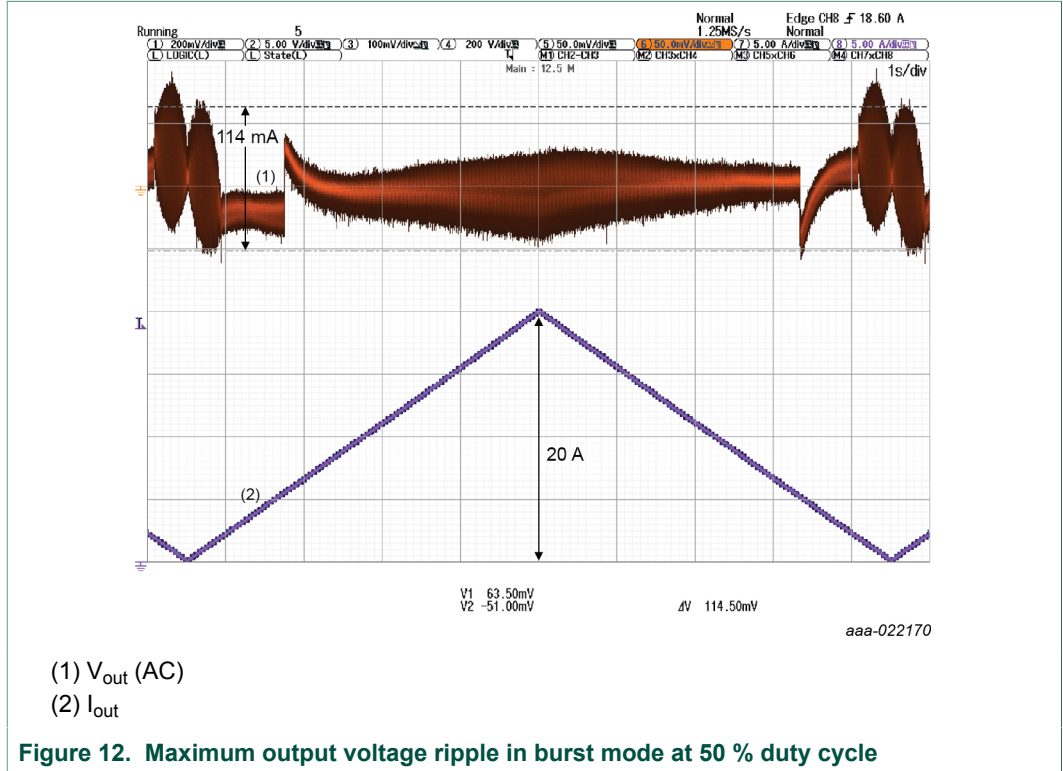 Normal Edge CH8 ₣ 18.60 A
Running 5 1.25MS/s Normal
1 200mV/div 2 5.00 V/div 3 100mV/div 4 200 V/div 5 50.0mV/div 6 50.0mV/div 7 5.00 A/div 8 5.00 A/div
L LOGIC(L) L State(L) M1 CH2-CH3 M2 CH3xCH4 M3 CH5xCH6 M4 CH7xCH8
Main : 12.5 M
1s/div
114 mA
(1)
(2)
20 A
V1 63.50mV
V2 -51.00mV ΔV 114.50mV
aaa-022170
(1) Vout (AC)
(2) Iout
Figure 12. Maximum output voltage ripple in burst mode at 50 % duty cycle